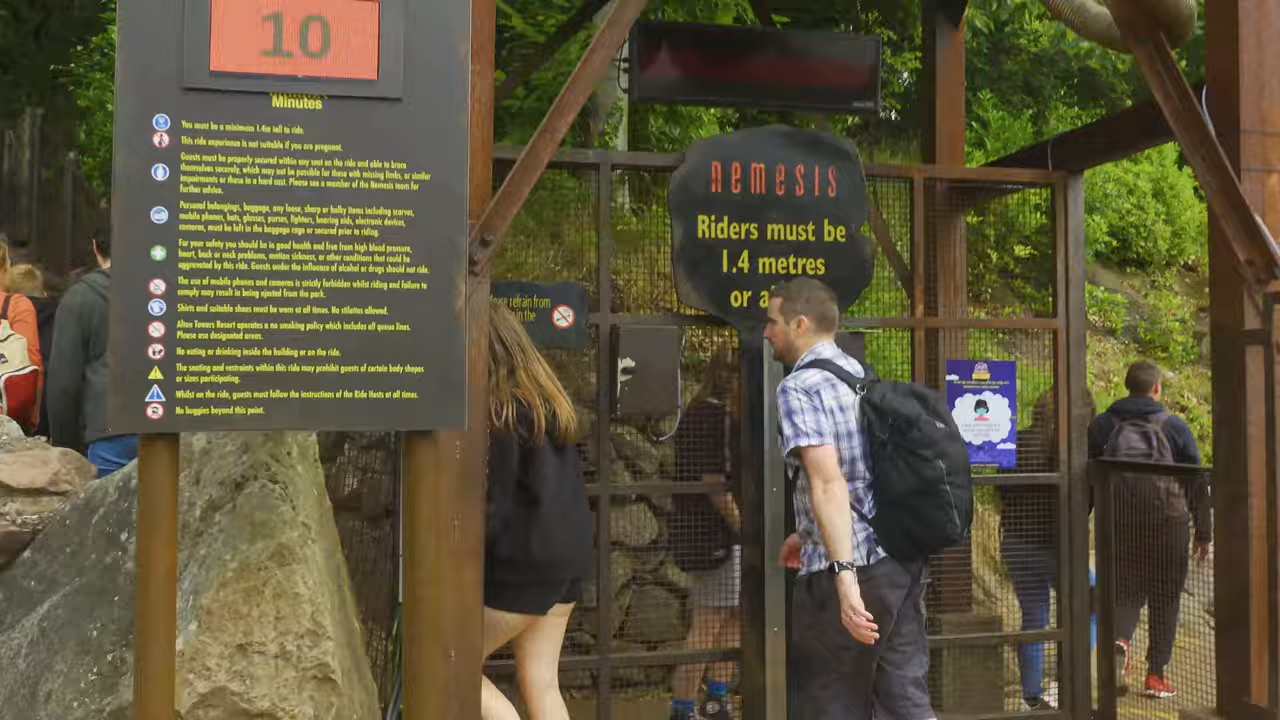 10
Minutes
You must be a minimum 1.4m tall to ride.
This ride experience is not suitable if you are pregnant.
Guests must be properly secured within any seat on the ride and able to brace
themselves securely, which may not be possible for those with missing limbs, or similar
impairments or those in a hard cast. Please see a member of the Nemesis team for
further advice.
Personal belongings, baggage, any loose, sharp or bulky items including scarves,
mobile phones, hats, glasses, purses, lighters, hearing aids, electronic devices,
cameras, must be left in the baggage cage or secured prior to riding.
For your safety you should be in good health and free from high blood pressure,
heart, back or neck problems, motion sickness, or other conditions that could be
aggravated by this ride. Guests under the influence of alcohol or drugs should not ride.
The use of mobile phones and cameras is strictly forbidden whilst riding and failure to
comply may result in being ejected from the park.
Shirts and suitable shoes must be worn at all times. No stilettos allowed.
Alton Towers Resort operates a no smoking policy which includes all queue lines.
Please use designated areas.
No eating or drinking inside the building or on the ride.
The seating and restraints within this ride may prohibit guests of certain body shapes
or sizes participating.
Whilst on the ride, guests must follow the instructions of the Ride Hosts at all times.
No buggies beyond this point.
refrain from
in the
nemesis
Riders must be
1.4 metres
or a